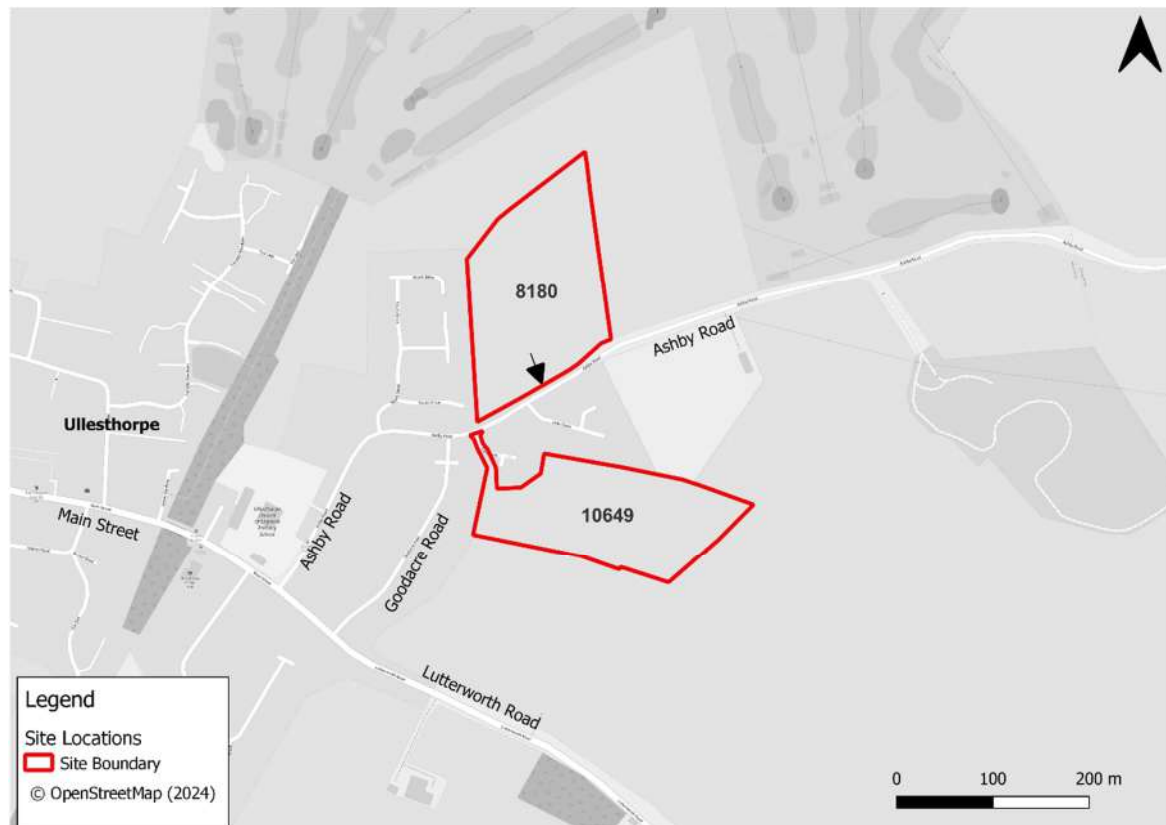 8180
Ashby Road
Ullesthorpe
10649
Main Street
Ashby Road
Goodacre Road
Lutterworth Road
Legend
Site Locations
Site Boundary
© OpenStreetMap (2024)
0 100 200 m